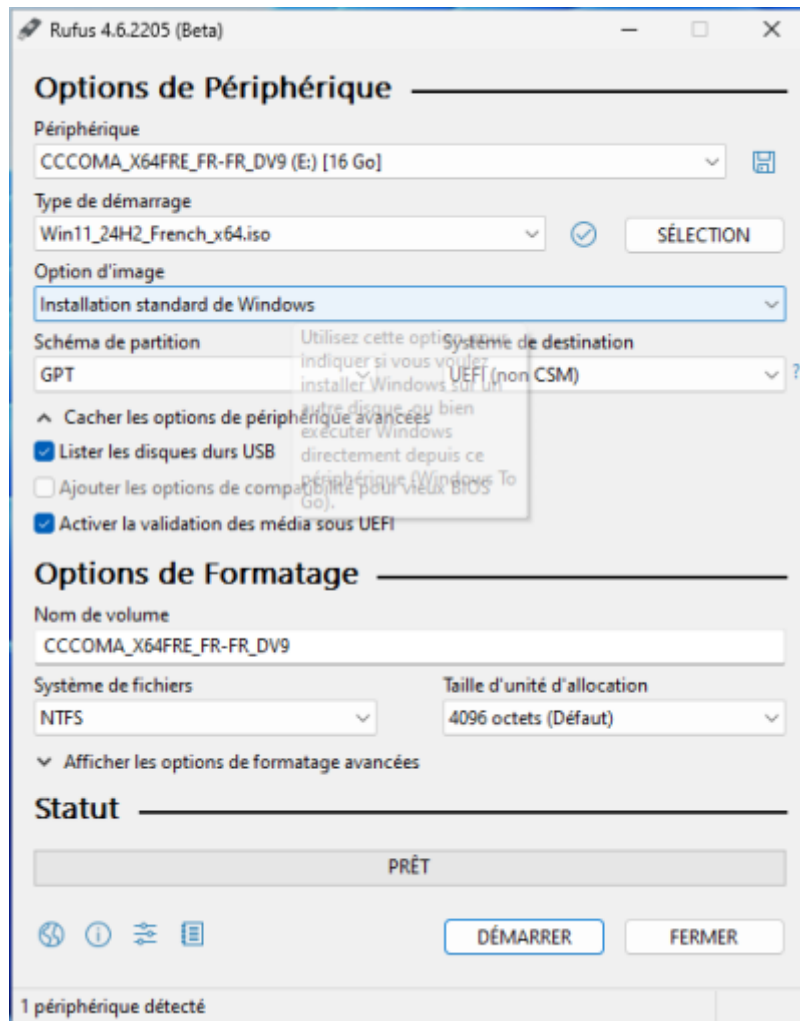 Rufus 4.6.2205 (Beta)
Options de Périphérique
Périphérique
CCCOMA_X64FRE_FR-FR_DV9 (E:) [16 Go]
Type de démarrage
Win11_24H2_French_x64.iso
SÉLECTION
Option d'image
Installation standard de Windows
Schéma de partition
Système de destination
GPT
UEFI (non CSM)
?
Utilisez cette option pour
indiquer si vous voulez
installer Windows sur un
autre disque, ou bien
exécuter Windows
directement depuis ce
périphérique (Windows To
Go).
Cacher les options de périphérique avancées
Lister les disques durs USB
Ajouter les options de compatibilité pour vieux BIOS
Activer la validation des média sous UEFI
Options de Formatage
Nom de volume
CCCOMA_X64FRE_FR-FR_DV9
Système de fichiers
Taille d'unité d'allocation
NTFS
4096 octets (Défaut)
Afficher les options de formatage avancées
Statut
PRÊT
DÉMARRER
FERMER
1 périphérique détecté